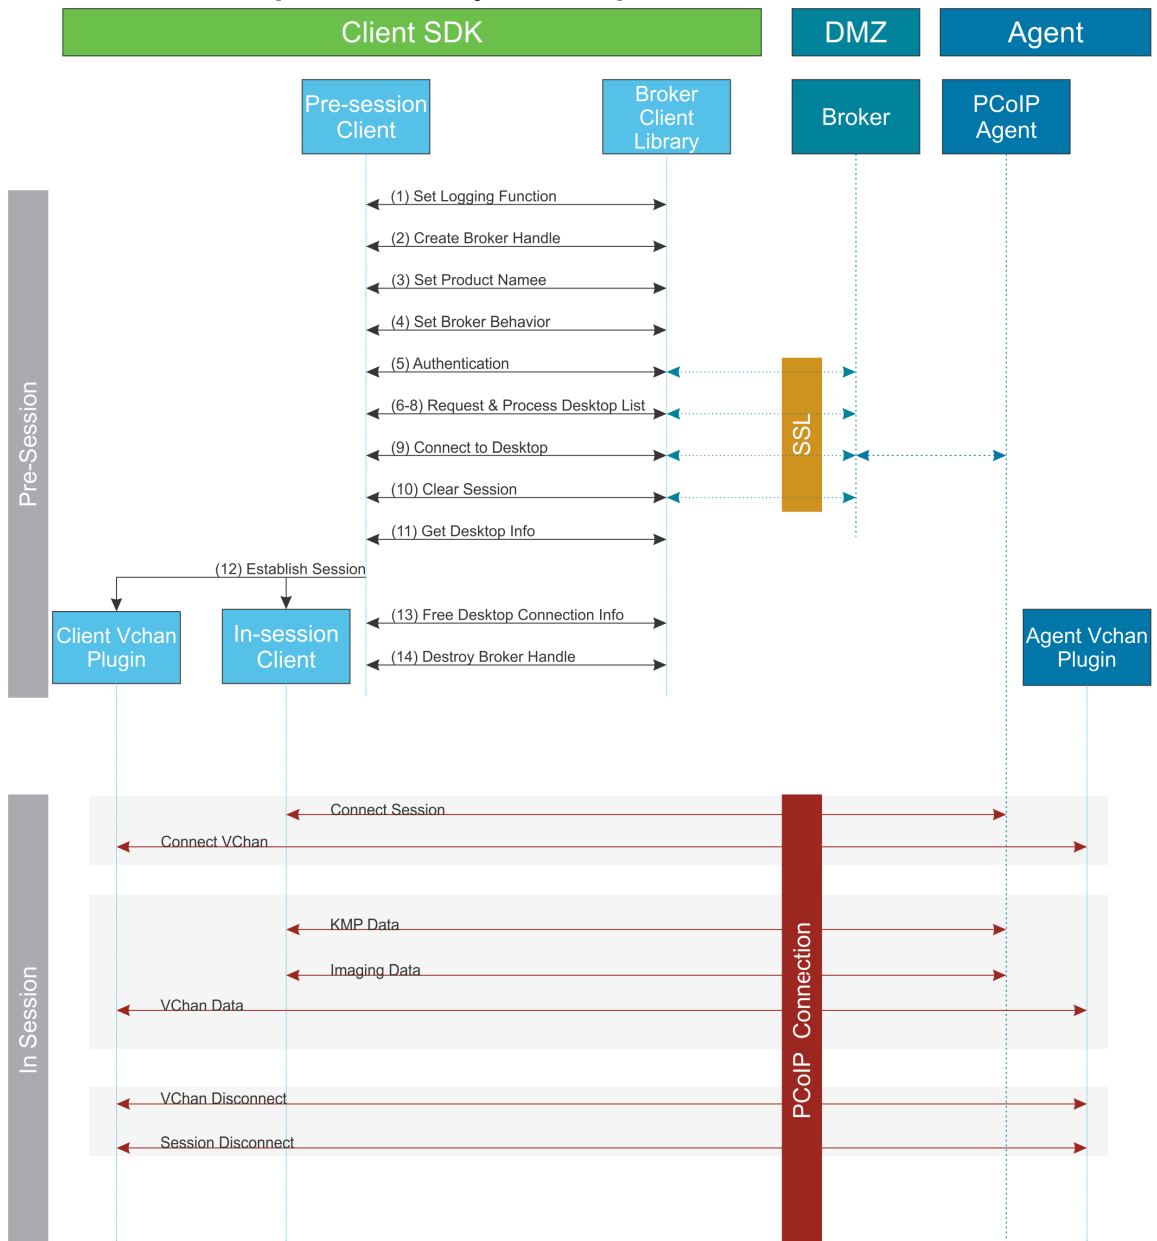 Client SDK
DMZ
Agent
Pre-session
Client
Broker
Client
Library
Broker
PCoIP
Agent
Pre-Session
(1) Set Logging Function
(2) Create Broker Handle
(3) Set Product Namee
(4) Set Broker Behavior
(5) Authentication
(6-8) Request & Process Desktop List
(9) Connect to Desktop
(10) Clear Session
SSL
(11) Get Desktop Info
(12) Establish Session
(13) Free Desktop Connection Info
(14) Destroy Broker Handle
Client Vchan
Plugin
In-session
Client
Agent Vchan
Plugin
In Session
Connect Session
Connect VChan
KMP Data
Imaging Data
VChan Data
VChan Disconnect
Session Disconnect
PCoIP Connection